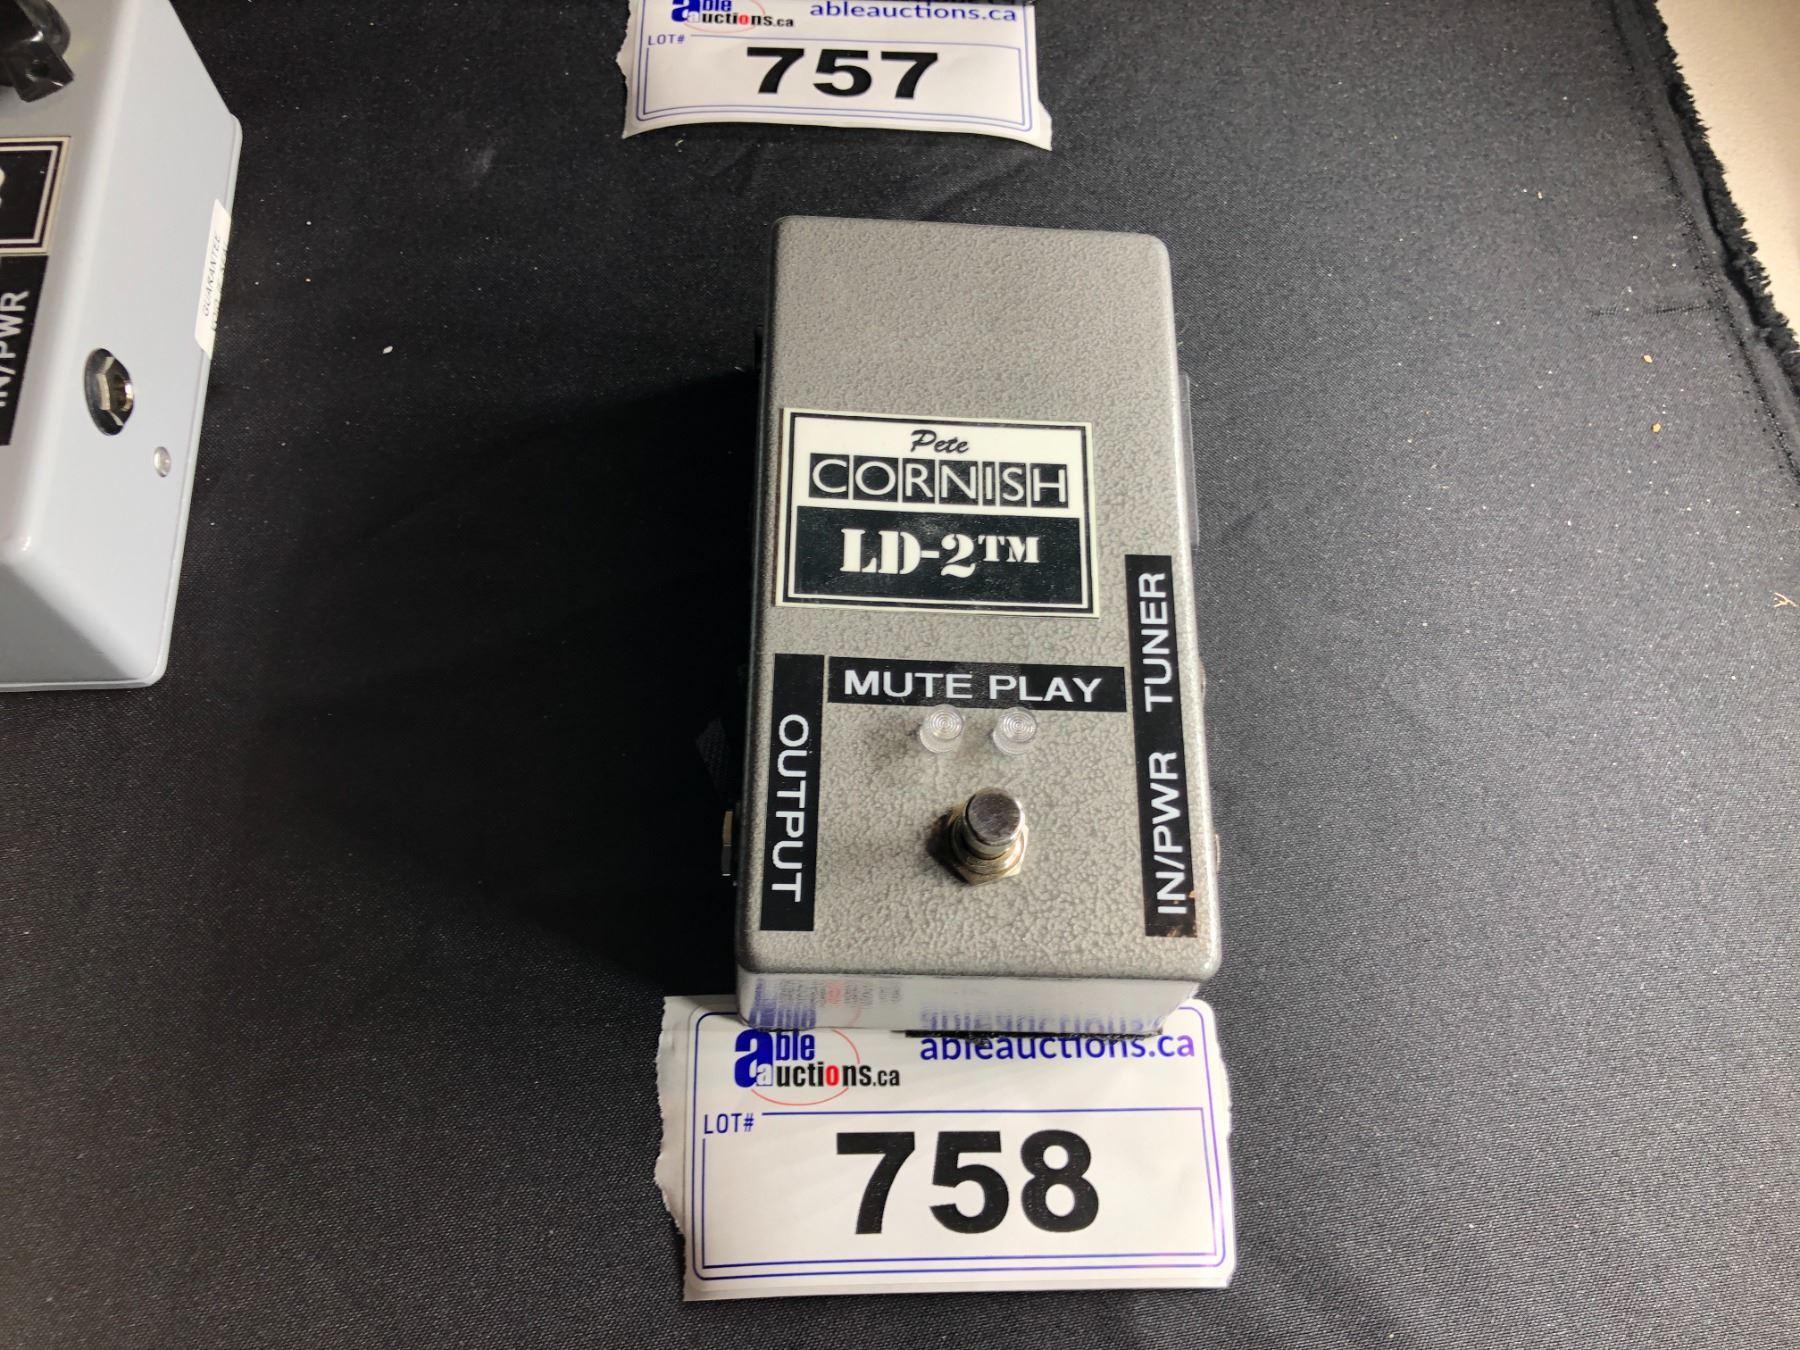 able
auctions.ca
ableauctions.ca
LOT#
757
GUARANTEE
IN/PWR
Pete
CORNISH
LD-2™
MUTE PLAY
OUTPUT
TUNER
IN/PWR
able
auctions.ca
ableauctions.ca
LOT#
758